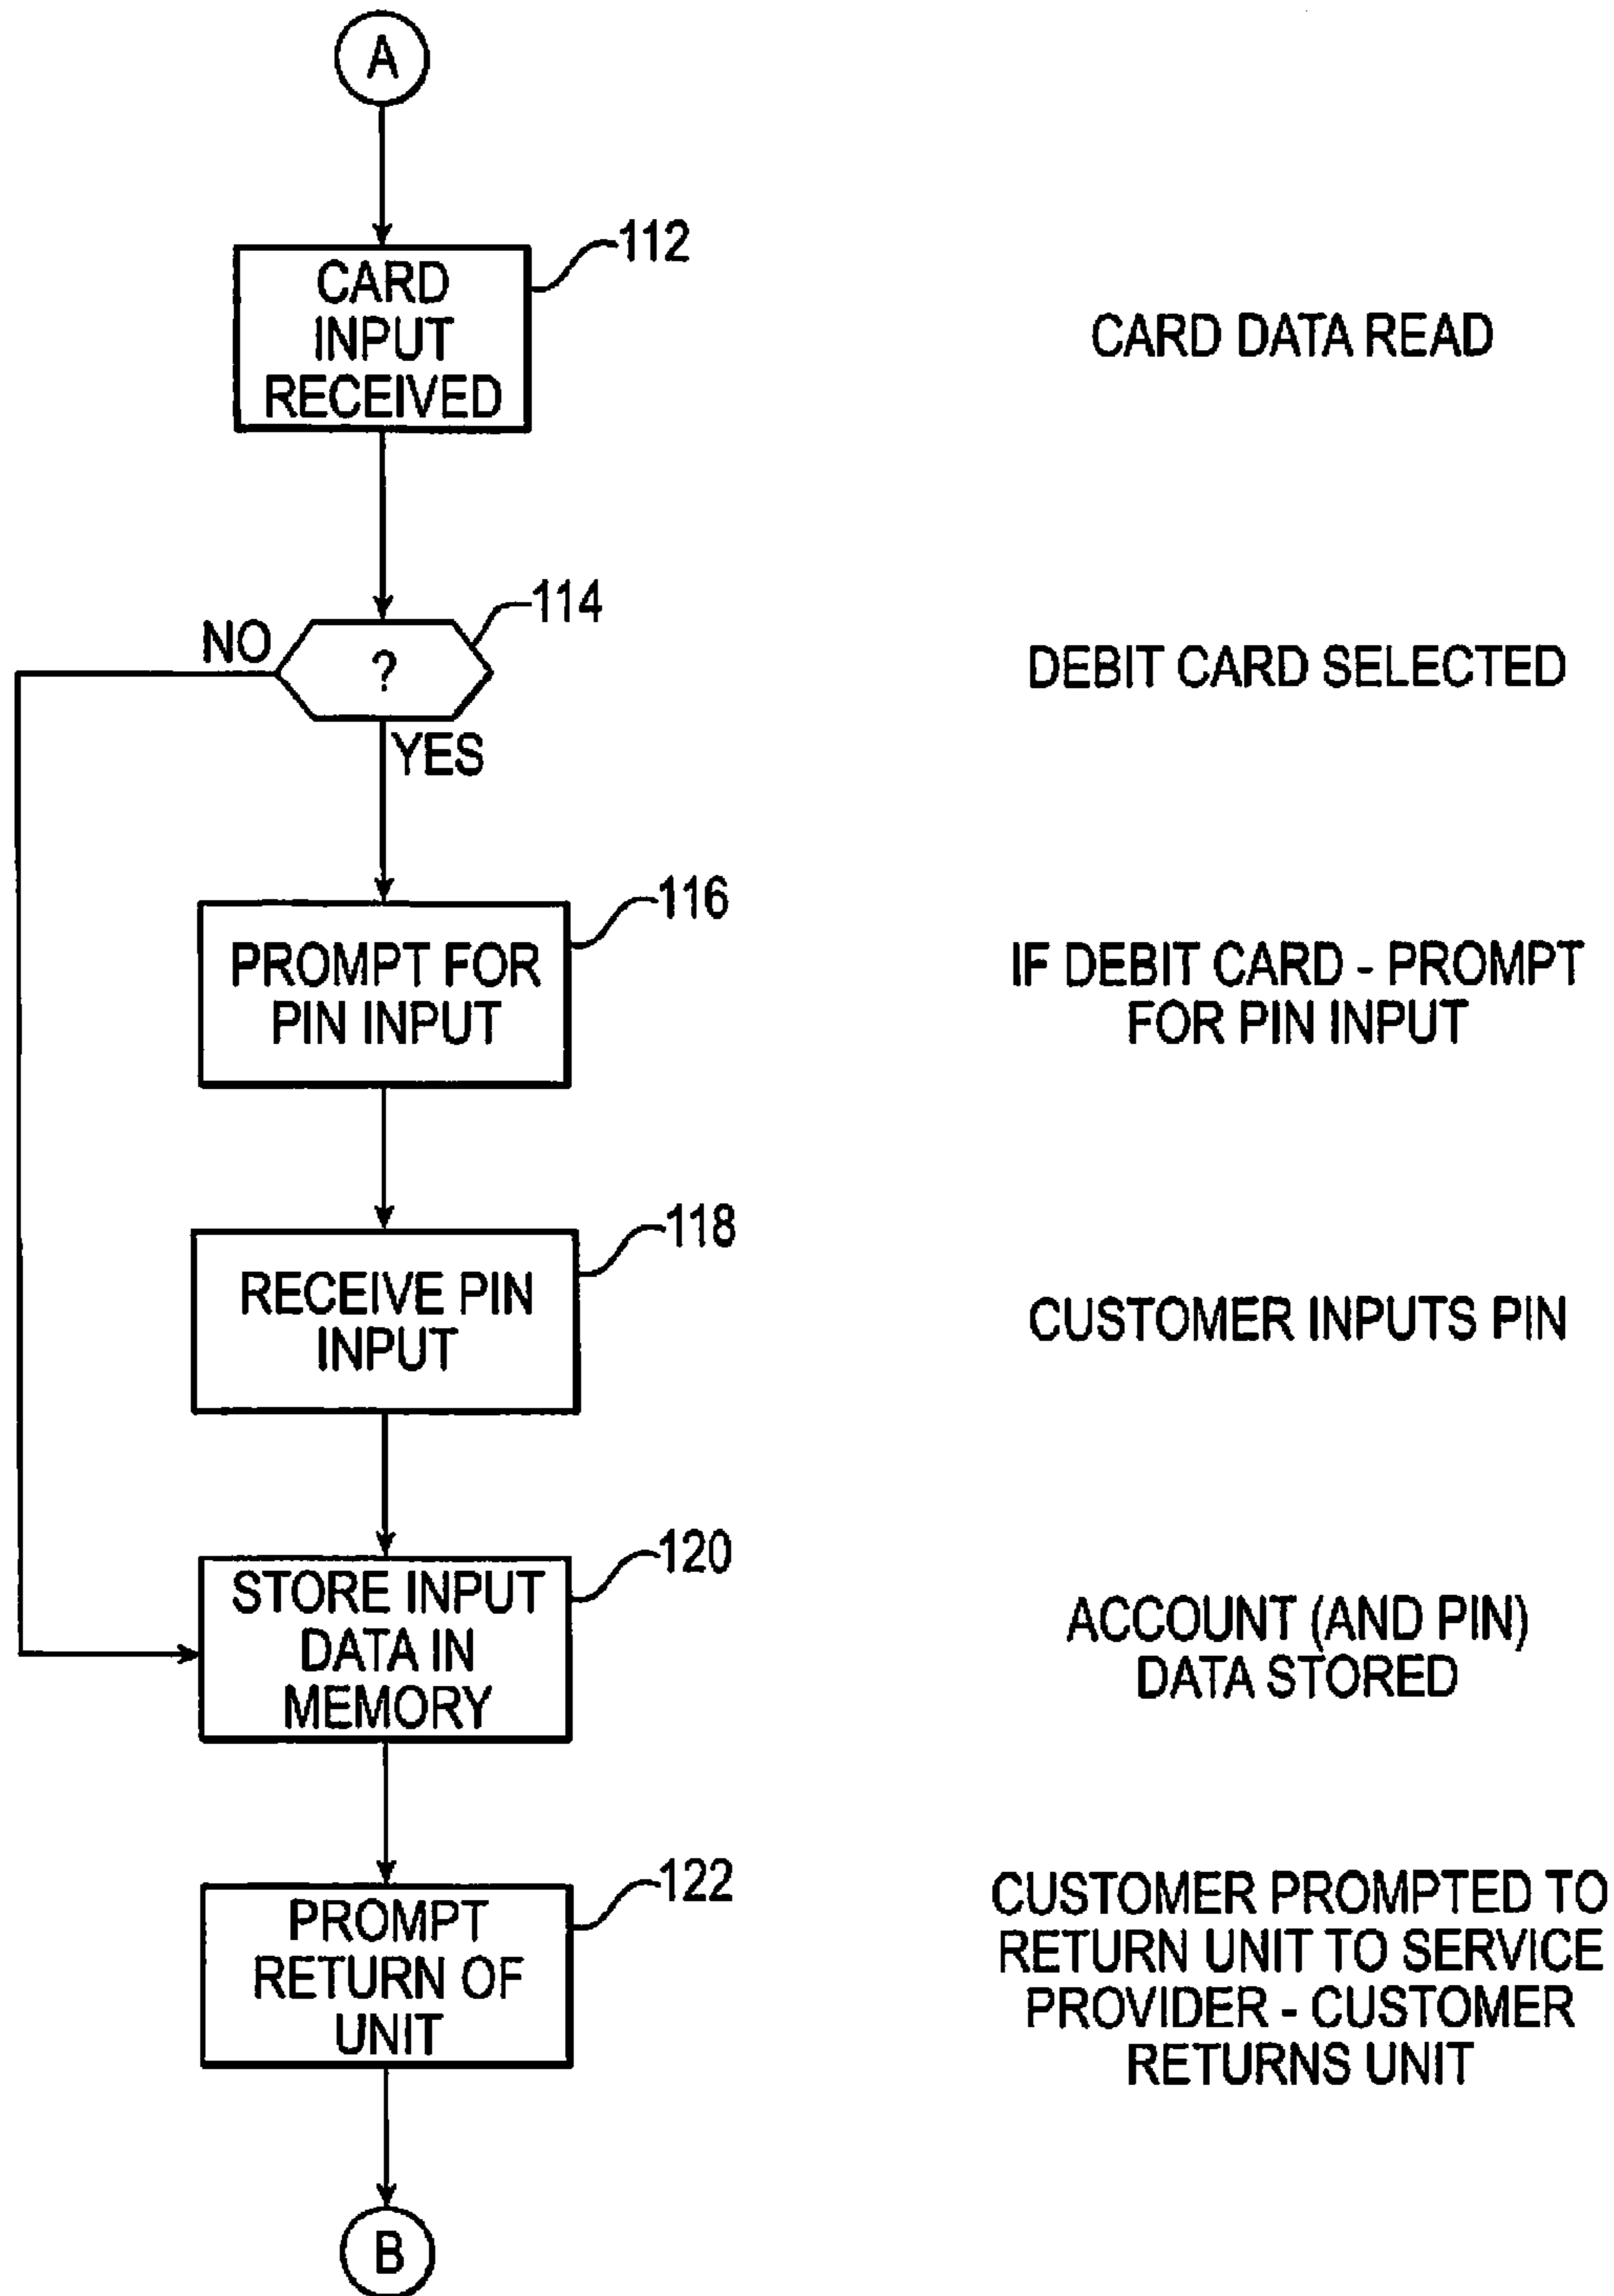 A
112
CARD
INPUT
RECEIVED
CARD DATA READ
114
NO
?
DEBIT CARD SELECTED
YES
116
PROMPT FOR
PIN INPUT
IF DEBIT CARD - PROMPT
FOR PIN INPUT
118
RECEIVE PIN
INPUT
CUSTOMER INPUTS PIN
120
STORE INPUT
DATA IN
MEMORY
ACCOUNT (AND PIN)
DATA STORED
122
PROMPT
RETURN OF
UNIT
CUSTOMER PROMPTED TO
RETURN UNIT TO SERVICE
PROVIDER - CUSTOMER
RETURNS UNIT
B